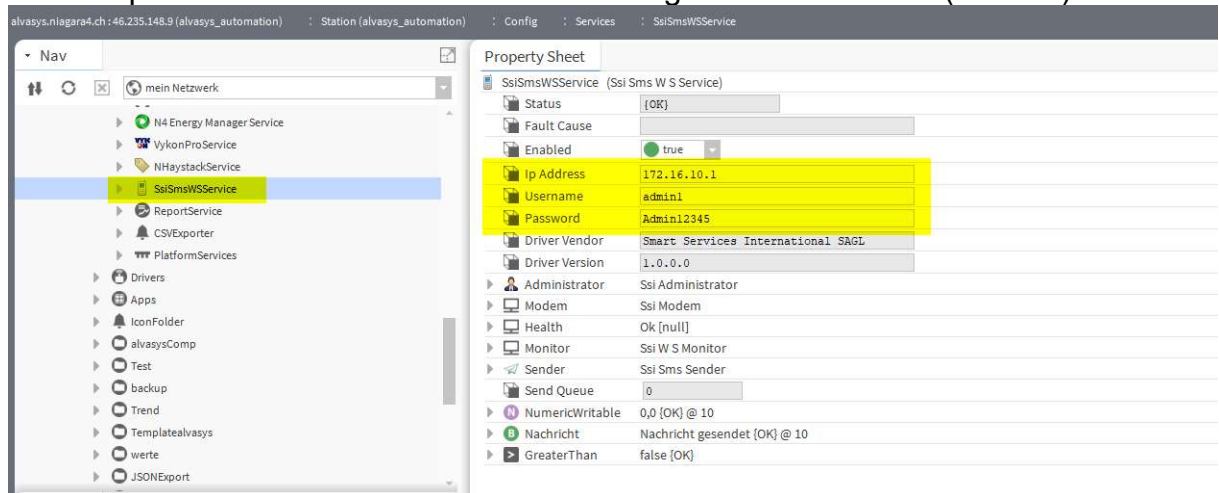 alvasys.niagara4.ch : 46.235.148.9 (alvasys_automation) : Station (alvasys_automation) : Config : Services : SsiSmsWSService
Nav
mein Netzwerk
N4 Energy Manager Service
VykonProService
NHaystackService
SsiSmsWSService
ReportService
CSVExporter
PlatformServices
Drivers
Apps
IconFolder
alvasysComp
Test
backup
Trend
Templatealvasys
werte
JSONExport
Property Sheet
SsiSmsWSService (Ssi Sms W S Service)
Status {OK}
Fault Cause
Enabled true
Ip Address 172.16.10.1
Username admin1
Password Admin12345
Driver Vendor Smart Services International SAGL
Driver Version 1.0.0.0
Administrator Ssi Administrator
Modem Ssi Modem
Health Ok [null]
Monitor Ssi W S Monitor
Sender Ssi Sms Sender
Send Queue 0
NumericWritable 0,0 {OK} @ 10
Nachricht Nachricht gesendet {OK} @ 10
GreaterThan false {OK}